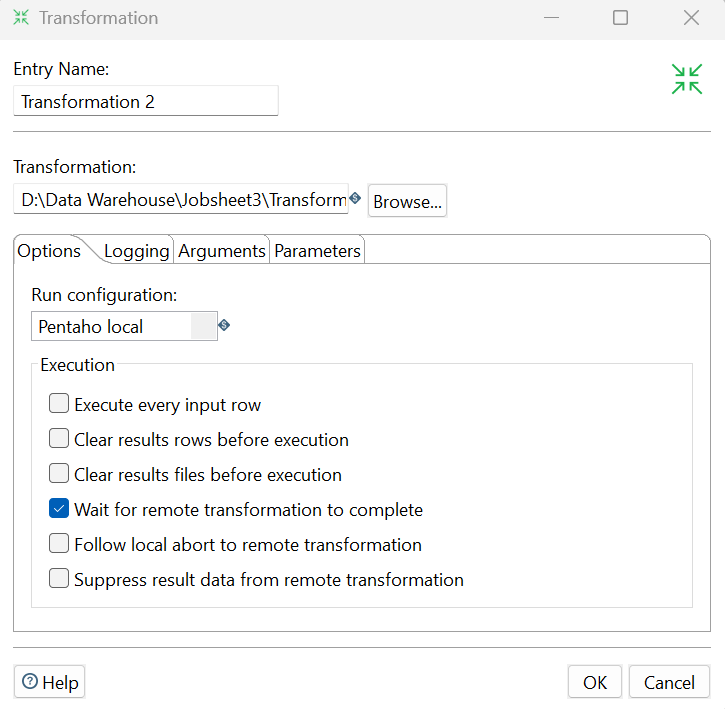 Transformation
Entry Name:
Transformation 2
Transformation:
D:\Data Warehouse\Jobsheet3\Transform
Browse...
Options Logging Arguments Parameters
Run configuration:
Pentaho local
Execution
Execute every input row
Clear results rows before execution
Clear results files before execution
Wait for remote transformation to complete
Follow local abort to remote transformation
Suppress result data from remote transformation
Help OK Cancel